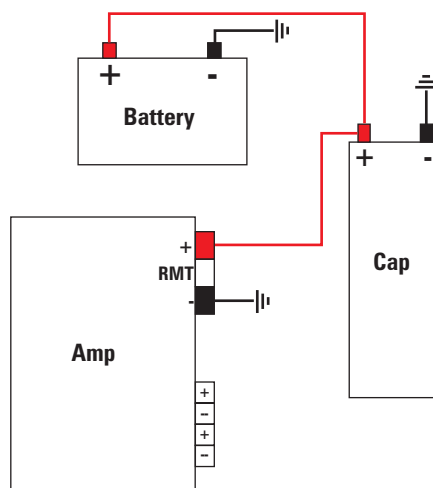 + -
Battery
+ -
+
RMT
-
Cap
Amp
+
--
+
--